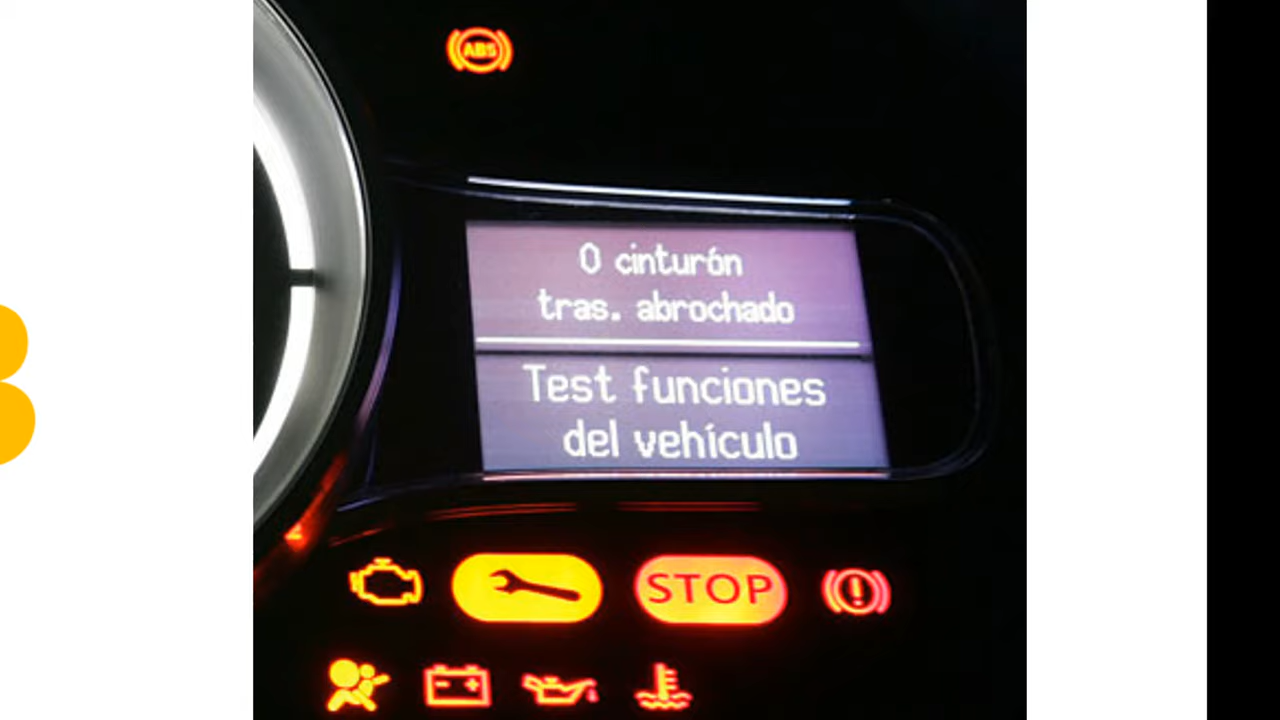 ABS
0 cinturón
tras. abrochado
Test funciones
del vehículo
STOP